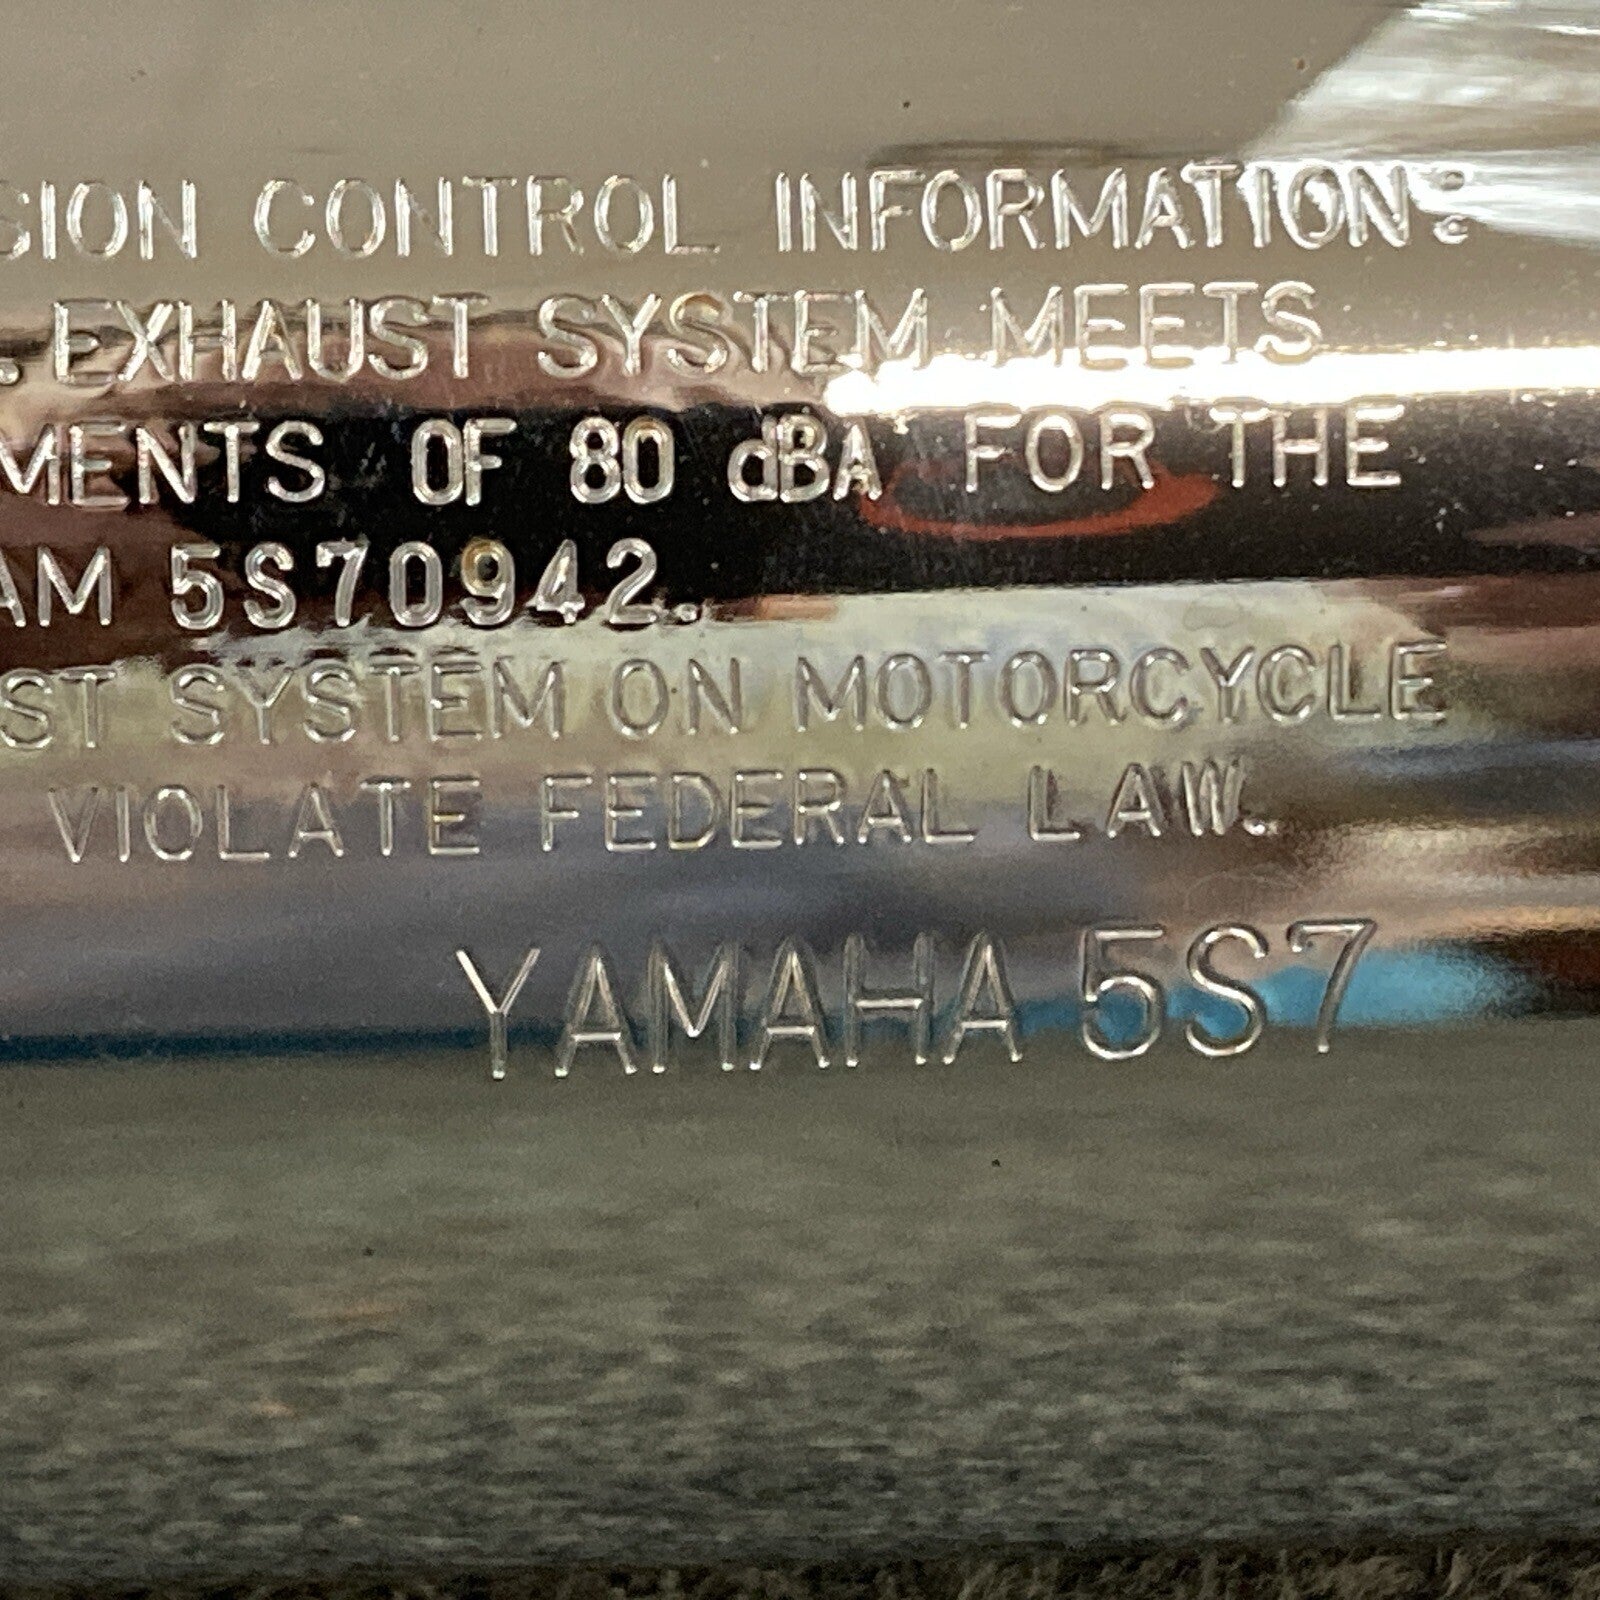 SION CONTROL INFORMATION:
. EXHAUST SYSTEM MEETS
MENTS OF 80 dBA FOR THE
AM 5S70942.
ST SYSTEM ON MOTORCYCLE
VIOLATE FEDERAL LAW.
YAMAHA 5S7